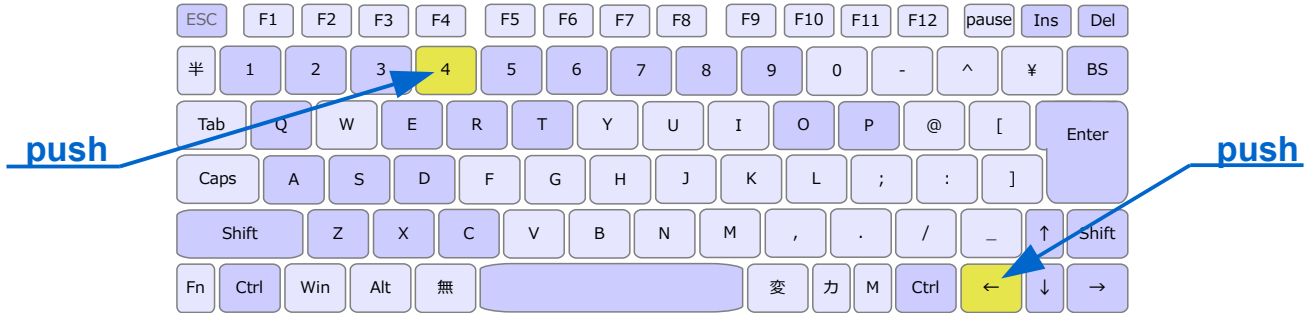 ESC F1 F2 F3 F4 F5 F6 F7 F8 F9 F10 F11 F12 pause Ins Del
半 1 2 3 4 5 6 7 8 9 0 - ^ ¥ BS
Tab Q W E R T Y U I O P @ [ Enter
push
push
Caps A S D F G H J K L ; : ]
Shift Z X C V B N M , . / _ ↑ Shift
Fn Ctrl Win Alt 無 変 カ M Ctrl ← ↓ →